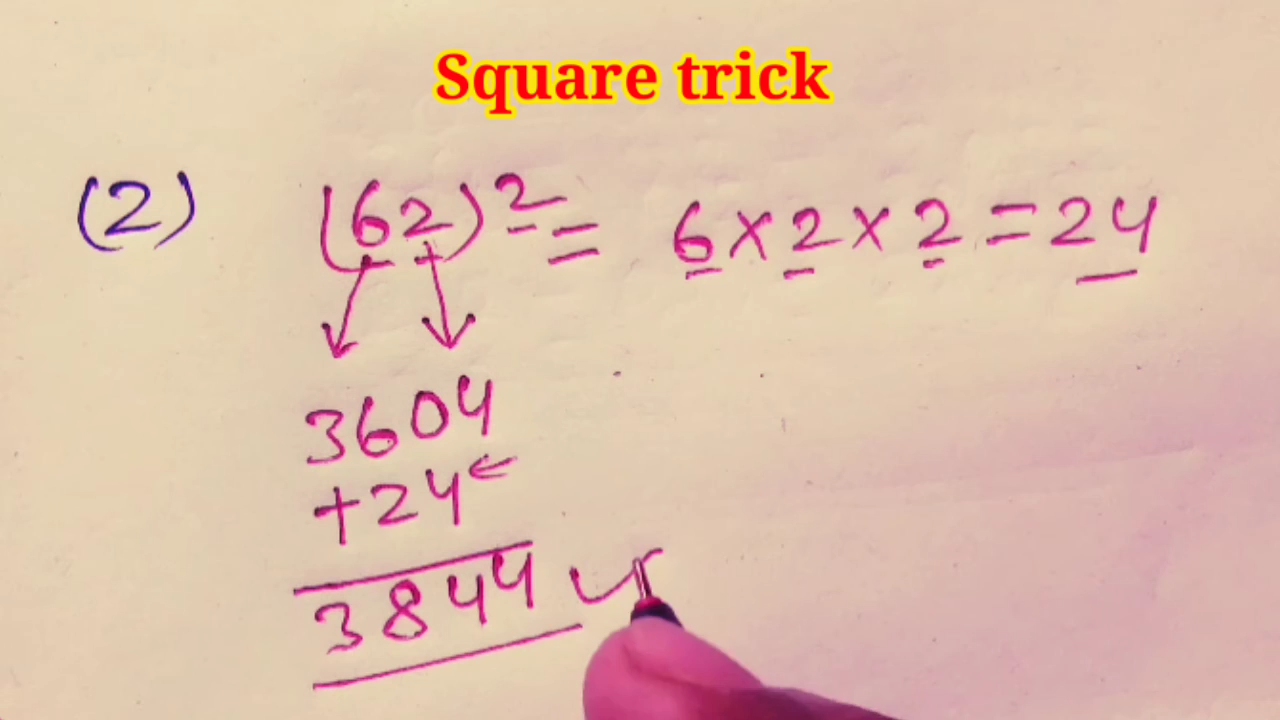 Square trick
(2) (62)² = 6×2×2=24
3604
+24←
3844